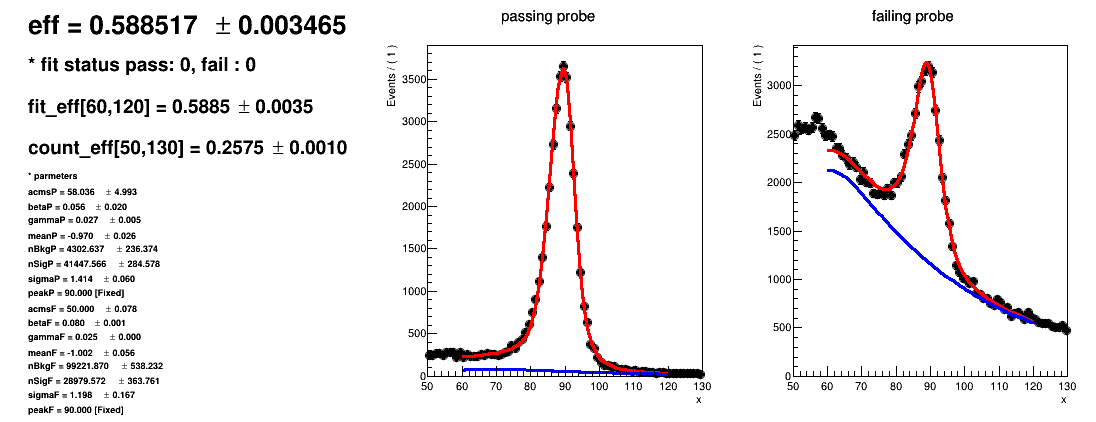 eff = 0.588517 ± 0.003465
* fit status pass: 0, fail : 0
fit_eff[60,120] = 0.5885 ± 0.0035
count_eff[50,130] = 0.2575 ± 0.0010
* parmeters
acmsP = 58.036 ± 4.993
betaP = 0.056 ± 0.020
gammaP = 0.027 ± 0.005
meanP = -0.970 ± 0.026
nBkgP = 4302.637 ± 236.374
nSigP = 41447.566 ± 284.578
sigmaP = 1.414 ± 0.060
peakP = 90.000 [Fixed]
acmsF = 50.000 ± 0.078
betaF = 0.080 ± 0.001
gammaF = 0.025 ± 0.000
meanF = -1.002 ± 0.056
nBkgF = 99221.870 ± 538.232
nSigF = 28979.572 ± 363.761
sigmaF = 1.198 ± 0.167
peakF = 90.000 [Fixed]
passing probe
Events / ( 1 )
3500
3000
2500
2000
1500
1000
500
0
50 60 70 80 90 100 110 120 130
x
failing probe
Events / ( 1 )
3000
2500
2000
1500
1000
500
0
50 60 70 80 90 100 110 120 130
x